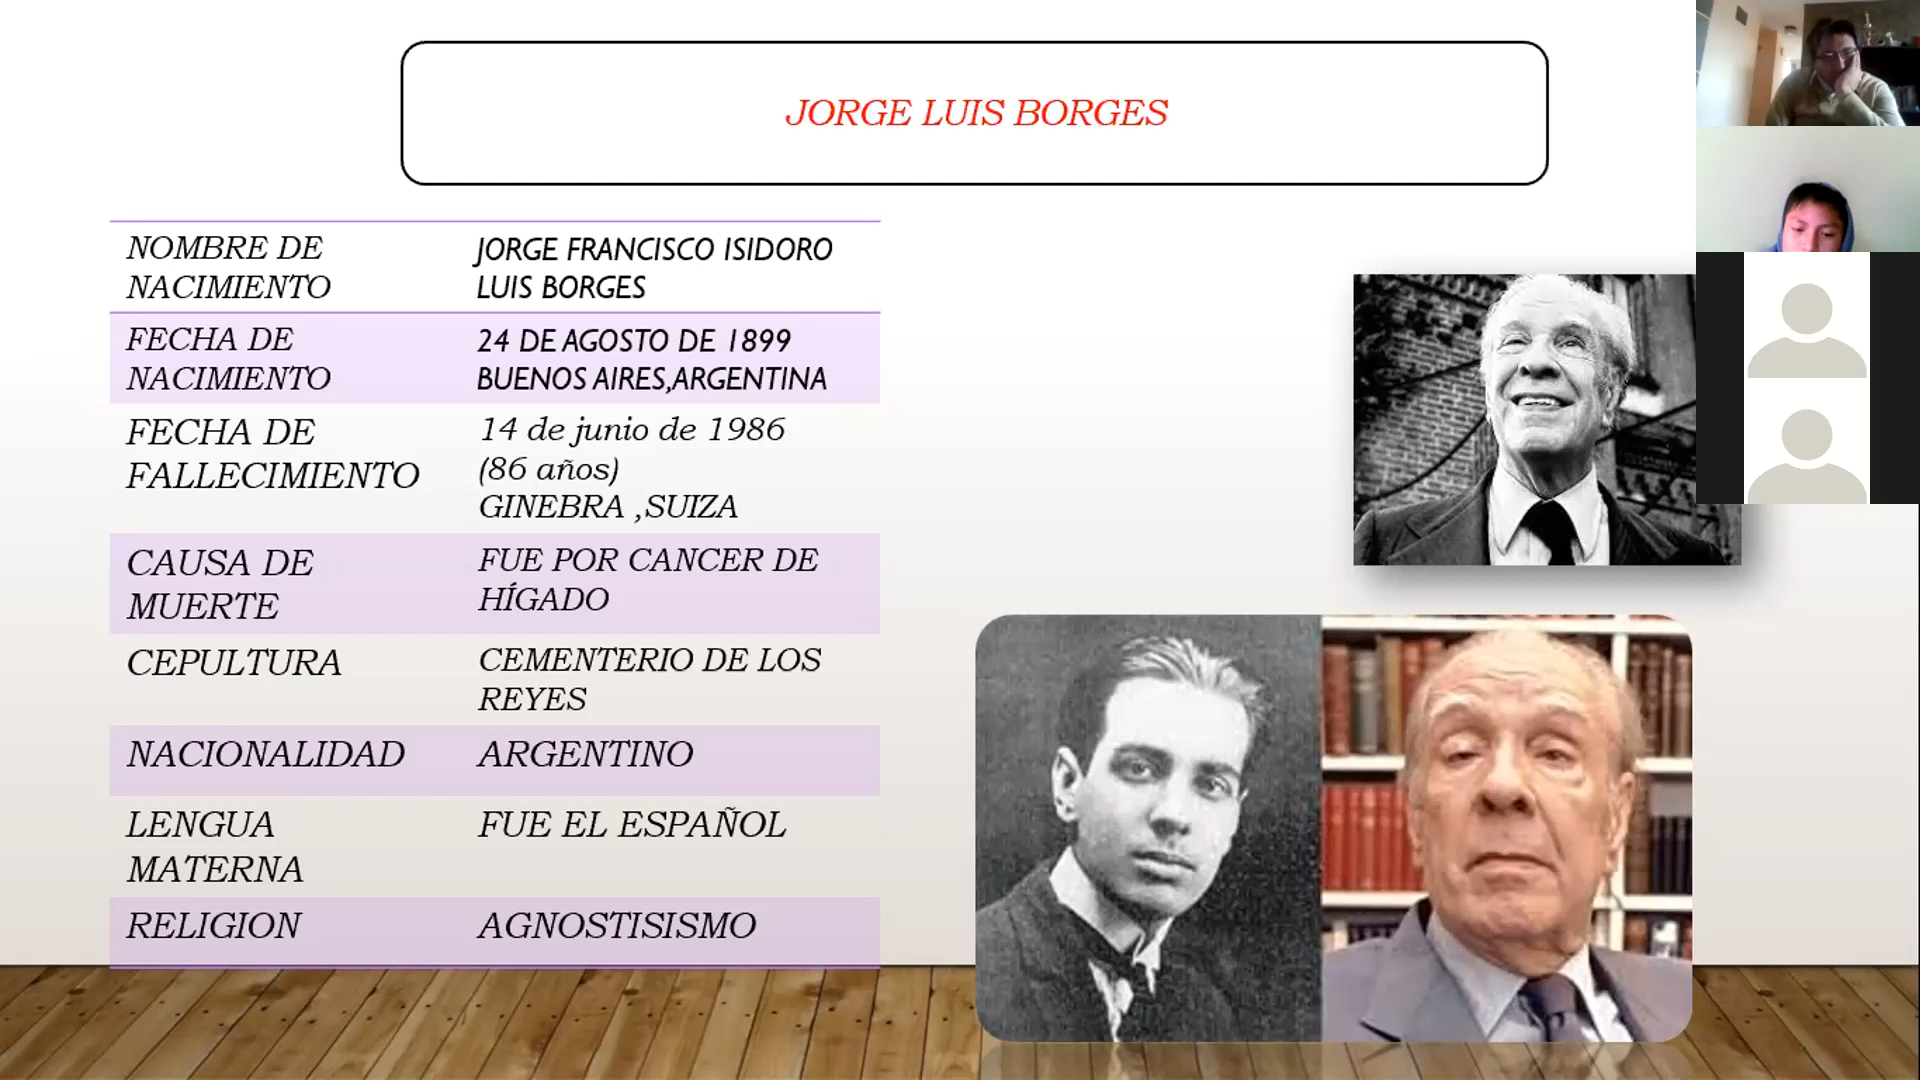 JORGE LUIS BORGES
NOMBRE DE
NACIMIENTO
JORGE FRANCISCO ISIDORO
LUIS BORGES
FECHA DE
NACIMIENTO
24 DE AGOSTO DE 1899
BUENOS AIRES,ARGENTINA
FECHA DE
FALLECIMIENTO
14 de junio de 1986
(86 años)
GINEBRA ,SUIZA
CAUSA DE
MUERTE
FUE POR CANCER DE
HÍGADO
CEPULTURA
CEMENTERIO DE LOS
REYES
NACIONALIDAD
ARGENTINO
LENGUA
MATERNA
FUE EL ESPAÑOL
RELIGION
AGNOSTISISMO